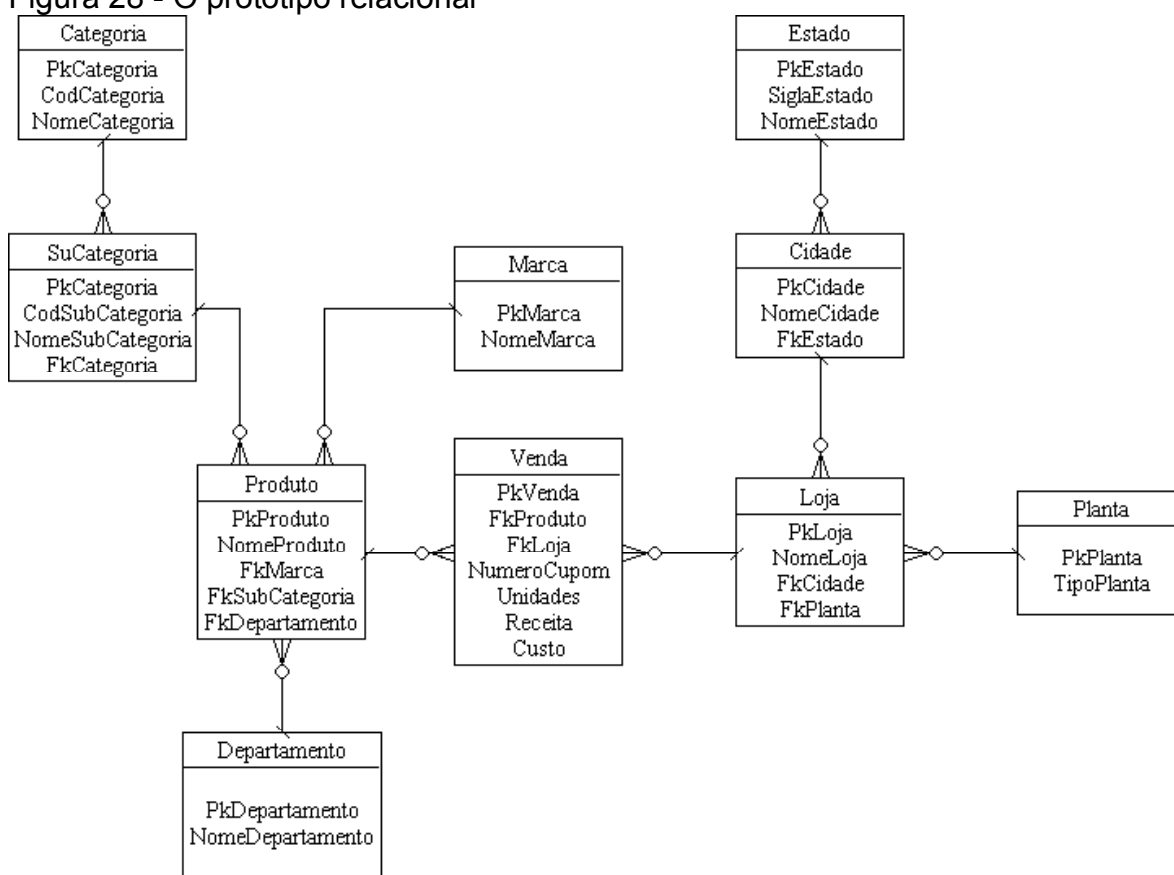 Figura 28 - O protótipo relacional
Categoria
PkCategoria
CodCategoria
NomeCategoria
Estado
PkEstado
SiglaEstado
NomeEstado
SuCategoria
PkCategoria
CodSubCategoria
NomeSubCategoria
FkCategoria
Marca
PkMarca
NomeMarca
Cidade
PkCidade
NomeCidade
FkEstado
Produto
PkProduto
NomeProduto
FkMarca
FkSubCategoria
FkDepartamento
Venda
PkVenda
FkProduto
FkLoja
NumeroCupom
Unidades
Receita
Custo
Loja
PkLoja
NomeLoja
FkCidade
FkPlanta
Planta
PkPlanta
TipoPlanta
Departamento
PkDepartamento
NomeDepartamento